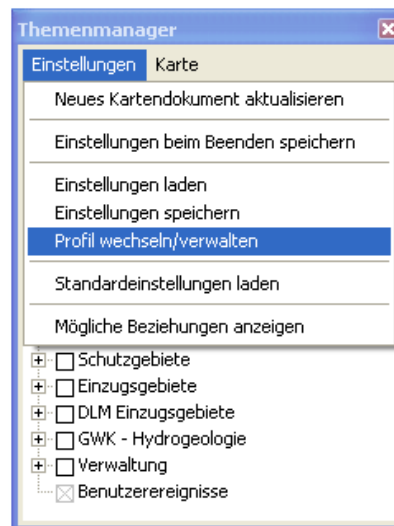 Themenmanager
Einstellungen Karte
Neues Kartendokument aktualisieren
Einstellungen beim Beenden speichern
Einstellungen laden
Einstellungen speichern
Profil wechseln/verwalten
Standardeinstellungen laden
Mögliche Beziehungen anzeigen
Schutzgebiete
Einzugsgebiete
DLM Einzugsgebiete
GWK - Hydrogeologie
Verwaltung
Benutzerereignisse